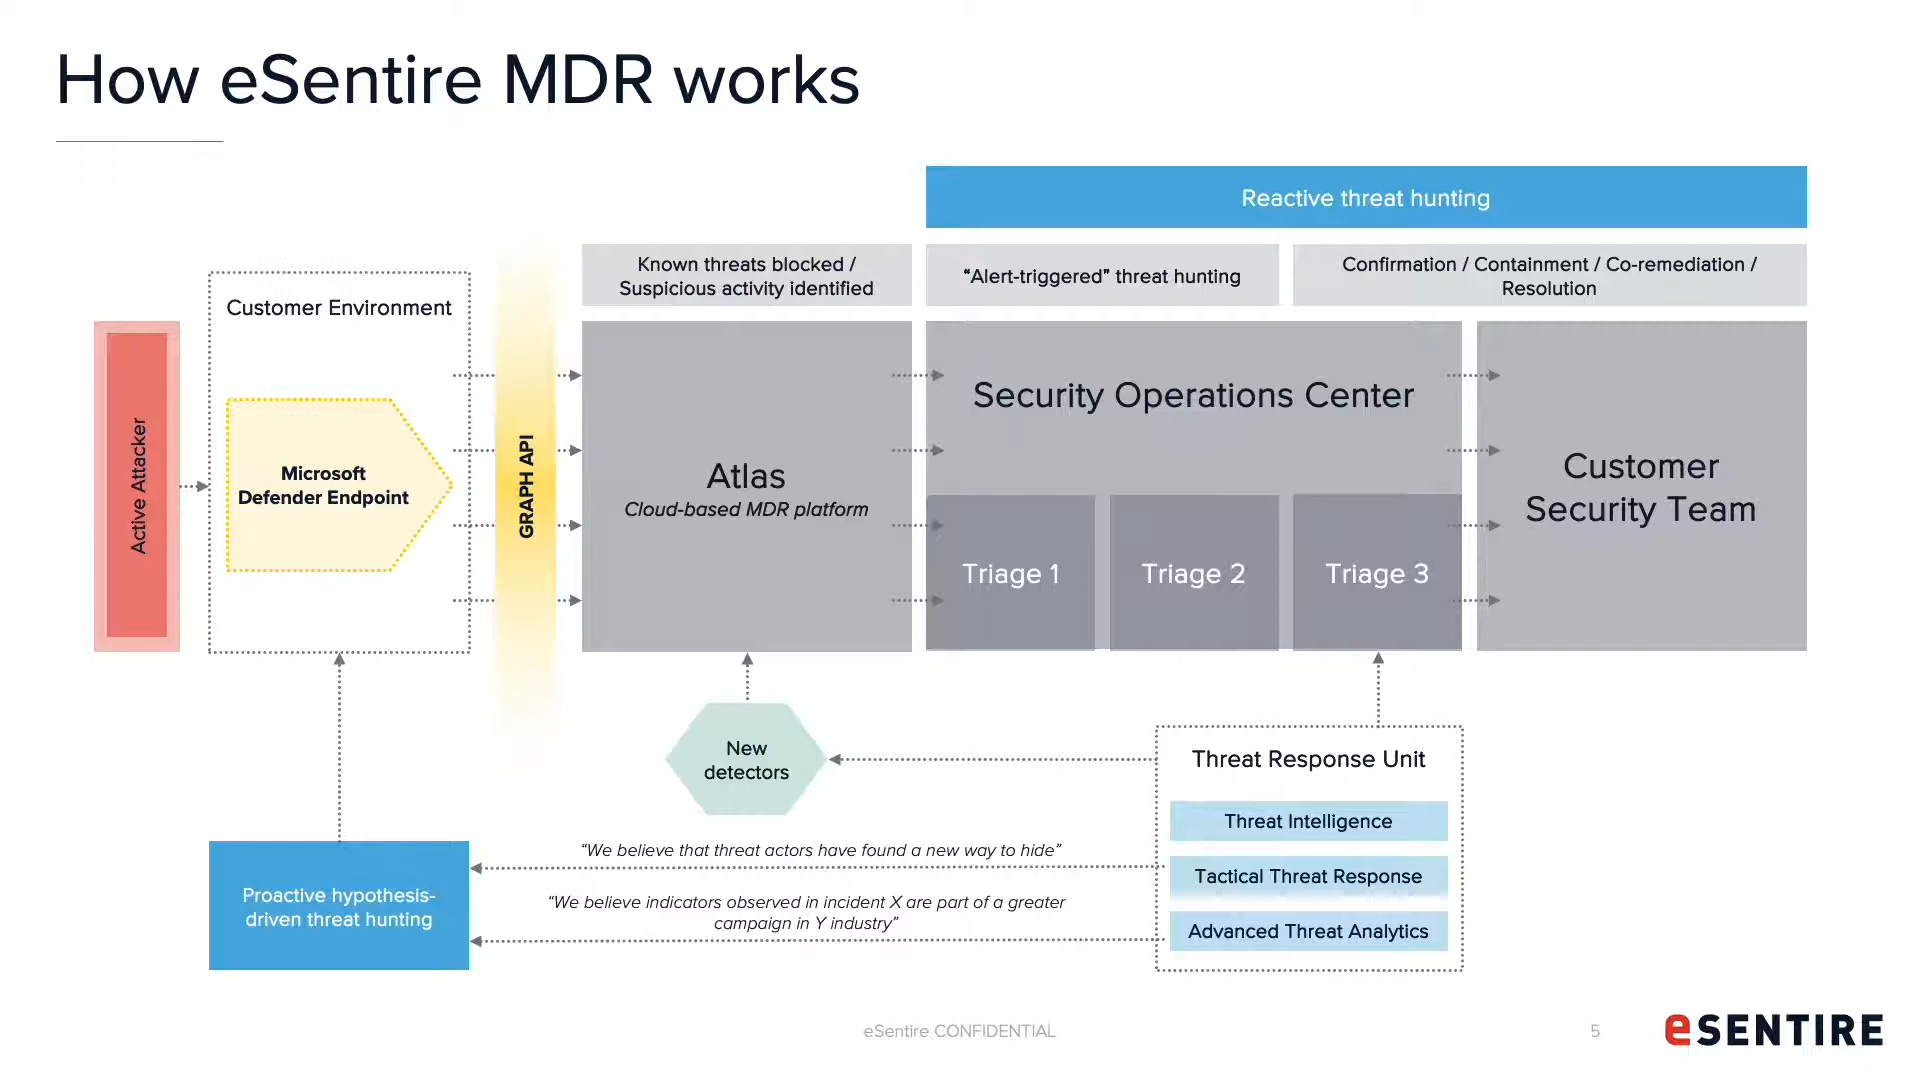 How eSentire MDR works
Reactive threat hunting
Known threats blocked /
Suspicious activity identified
“Alert-triggered” threat hunting
Confirmation / Containment / Co-remediation /
Resolution
Customer Environment
Active Attacker
Microsoft
Defender Endpoint
GRAPH API
Atlas
Cloud-based MDR platform
Security Operations Center
Triage 1
Triage 2
Triage 3
Customer
Security Team
New
detectors
Threat Response Unit
Threat Intelligence
Tactical Threat Response
Advanced Threat Analytics
“We believe that threat actors have found a new way to hide”
“We believe indicators observed in incident X are part of a greater
campaign in Y industry”
Proactive hypothesis-
driven threat hunting
eSentire CONFIDENTIAL
5
eSENTIRE